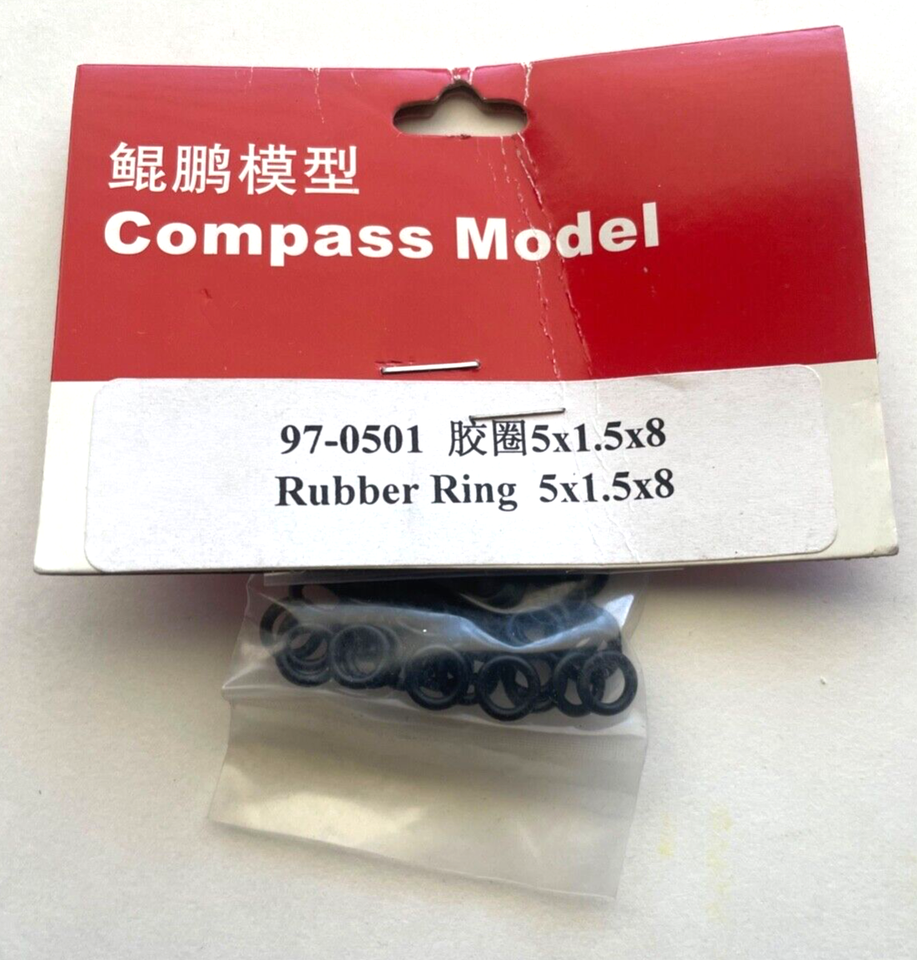 鲲鹏模型
Compass Model
97-0501 胶圈5x1.5x8
Rubber Ring 5x1.5x8